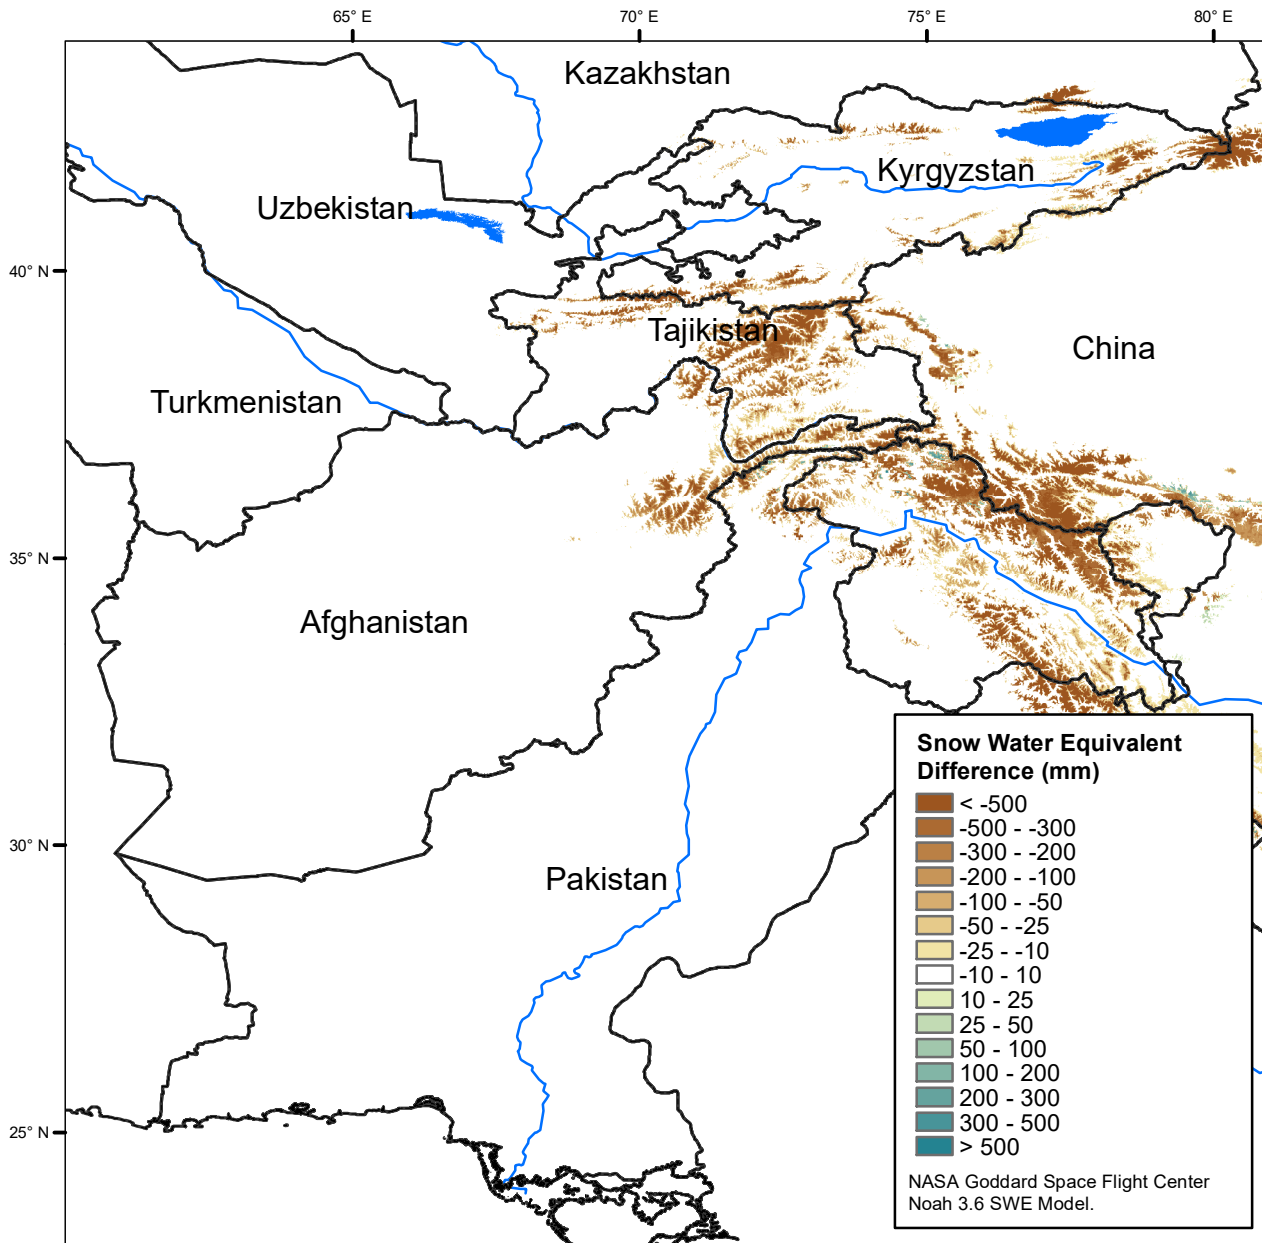 65° E
70° E
75° E
80° E
Kazakhstan
Kyrgyzstan
Uzbekistan
40° N
Tajikistan
China
Turkmenistan
35° N
Afghanistan
30° N
Pakistan
25° N
Snow Water Equivalent
Difference (mm)
< -500
-500 - -300
-300 - -200
-200 - -100
-100 - -50
-50 - -25
-25 - -10
-10 - 10
10 - 25
25 - 50
50 - 100
100 - 200
200 - 300
300 - 500
> 500
NASA Goddard Space Flight Center
Noah 3.6 SWE Model.